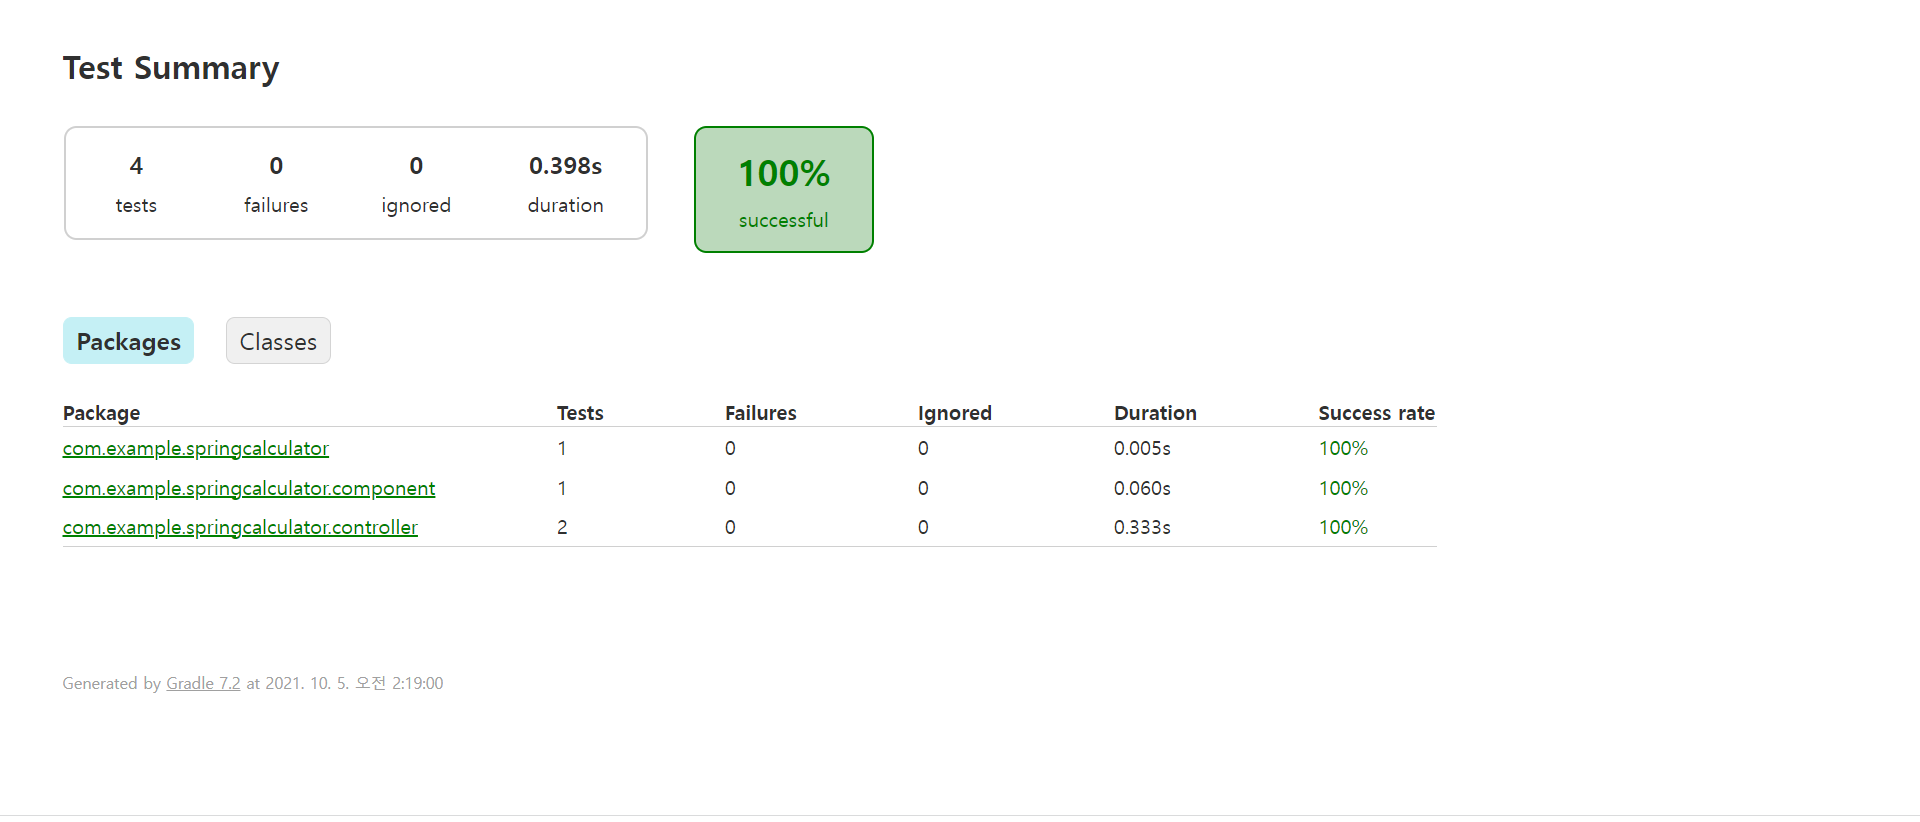 Test Summary
4 0 0 0.398s
tests failures ignored duration
100%
successful
Packages Classes
Package Tests Failures Ignored Duration Success rate
com.example.springcalculator 1 0 0 0.005s 100%
com.example.springcalculator.component 1 0 0 0.060s 100%
com.example.springcalculator.controller 2 0 0 0.333s 100%
Generated by Gradle 7.2 at 2021. 10. 5. 오전 2:19:00